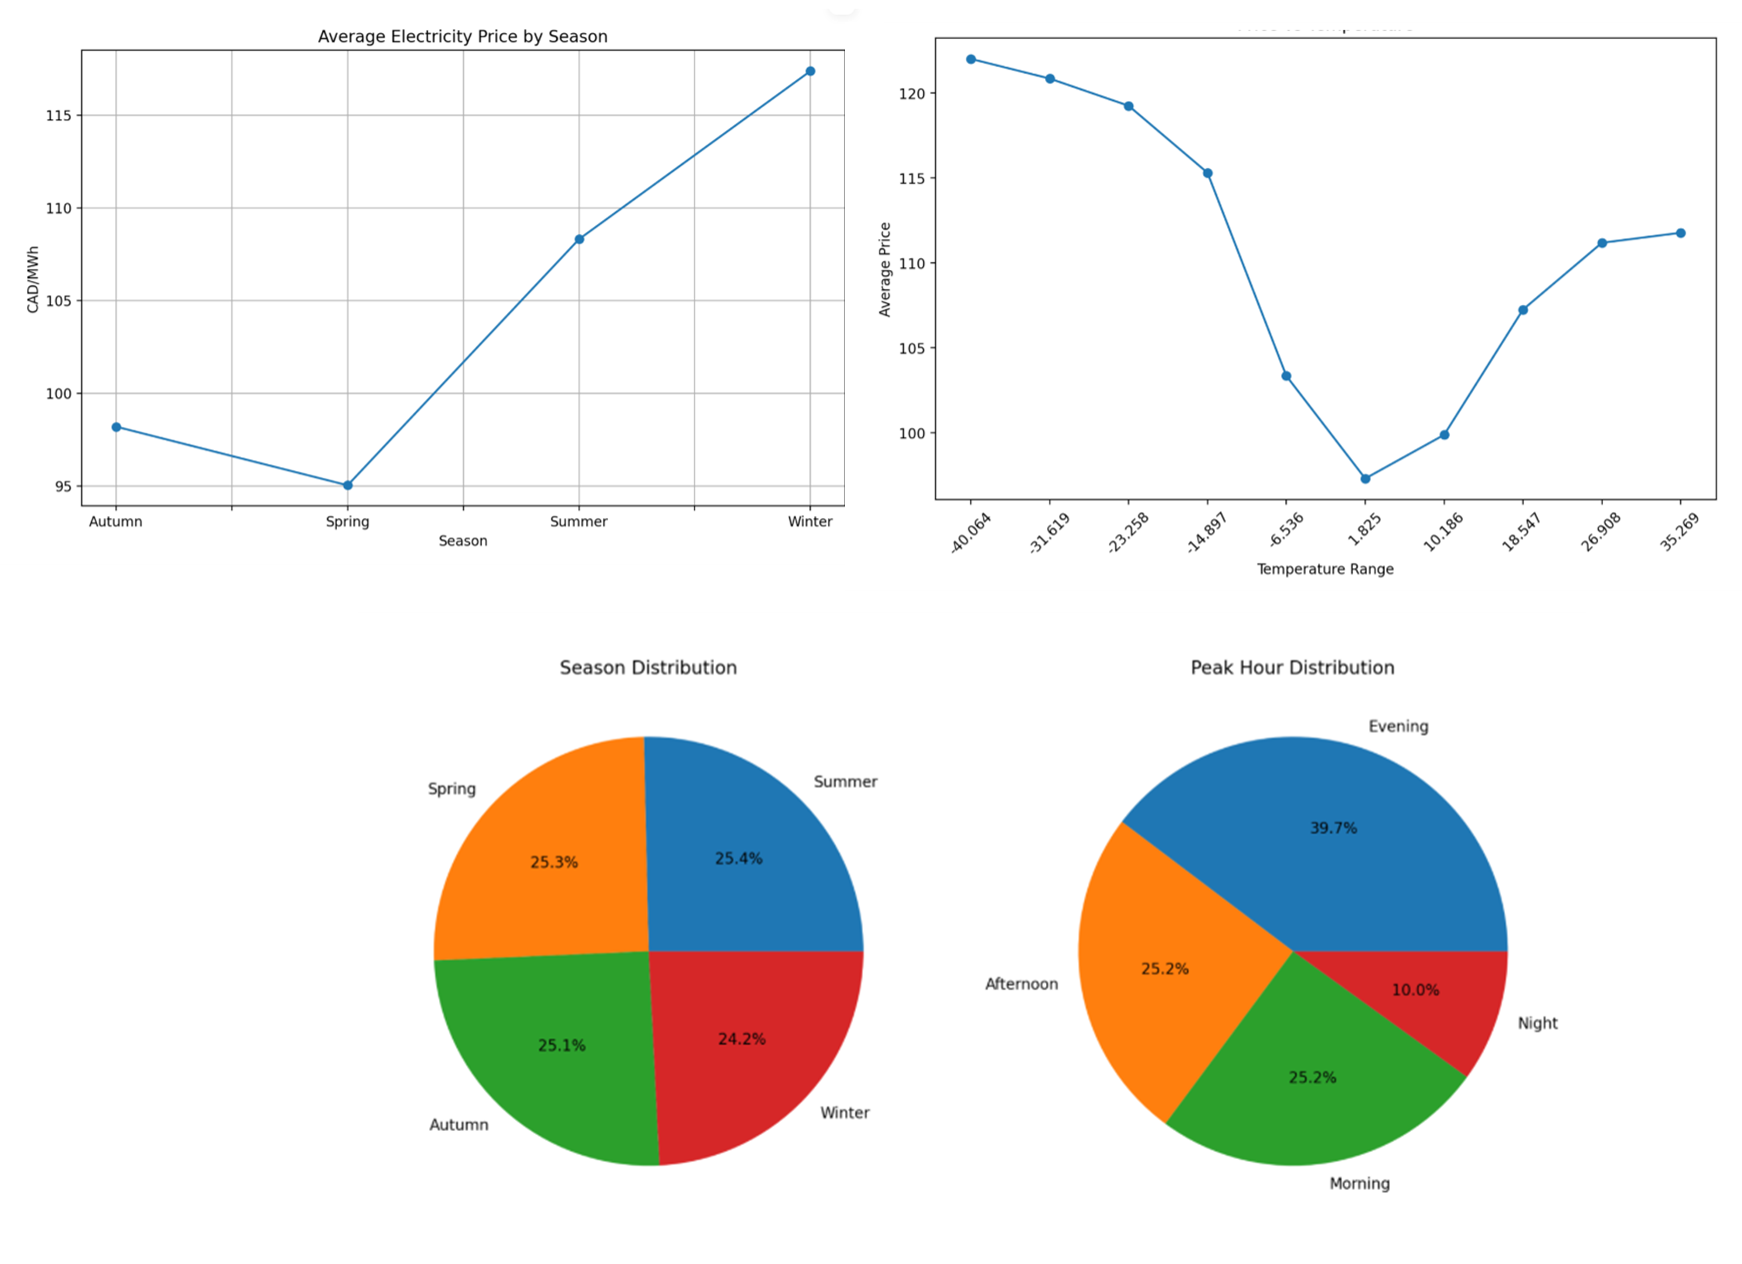 Average Electricity Price by Season
CAD/MWh
115
110
105
100
95
Autumn Spring Summer Winter
Season
Average Price
120
115
110
105
100
-40.064 -31.619 -23.258 -14.897 -6.536 1.825 10.186 18.547 26.908 35.269
Temperature Range
Season Distribution
Spring
Summer
25.3%
25.4%
25.1%
24.2%
Autumn
Winter
Peak Hour Distribution
Evening
39.7%
Afternoon
25.2%
10.0%
Night
25.2%
Morning